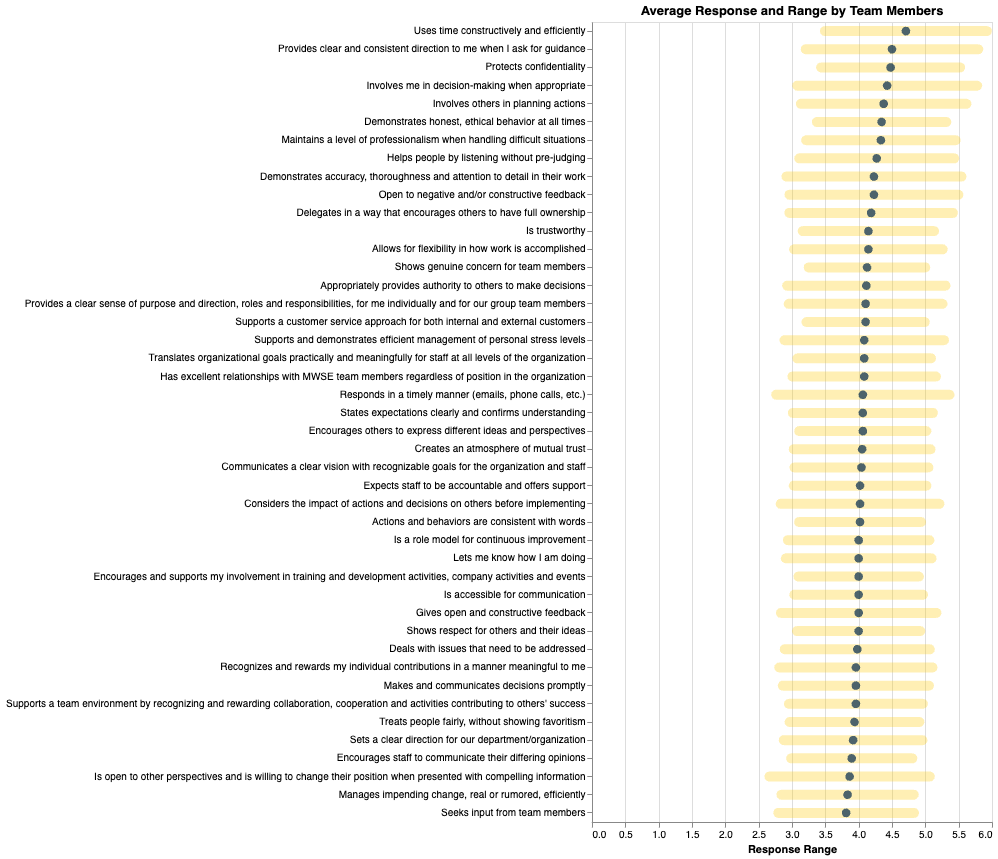 Average Response and Range by Team Members
Uses time constructively and efficiently
Provides clear and consistent direction to me when I ask for guidance
Protects confidentiality
Involves me in decision-making when appropriate
Involves others in planning actions
Demonstrates honest, ethical behavior at all times
Maintains a level of professionalism when handling difficult situations
Helps people by listening without pre-judging
Demonstrates accuracy, thoroughness and attention to detail in their work
Open to negative and/or constructive feedback
Delegates in a way that encourages others to have full ownership
Is trustworthy
Allows for flexibility in how work is accomplished
Shows genuine concern for team members
Appropriately provides authority to others to make decisions
Provides a clear sense of purpose and direction, roles and responsibilities, for me individually and for our group team members
Supports a customer service approach for both internal and external customers
Supports and demonstrates efficient management of personal stress levels
Translates organizational goals practically and meaningfully for staff at all levels of the organization
Has excellent relationships with MWSE team members regardless of position in the organization
Responds in a timely manner (emails, phone calls, etc.)
States expectations clearly and confirms understanding
Encourages others to express different ideas and perspectives
Creates an atmosphere of mutual trust
Communicates a clear vision with recognizable goals for the organization and staff
Expects staff to be accountable and offers support
Considers the impact of actions and decisions on others before implementing
Actions and behaviors are consistent with words
Is a role model for continuous improvement
Lets me know how I am doing
Encourages and supports my involvement in training and development activities, company activities and events
Is accessible for communication
Gives open and constructive feedback
Shows respect for others and their ideas
Deals with issues that need to be addressed
Recognizes and rewards my individual contributions in a manner meaningful to me
Makes and communicates decisions promptly
Supports a team environment by recognizing and rewarding collaboration, cooperation and activities contributing to others' success
Treats people fairly, without showing favoritism
Sets a clear direction for our department/organization
Encourages staff to communicate their differing opinions
Is open to other perspectives and is willing to change their position when presented with compelling information
Manages impending change, real or rumored, efficiently
Seeks input from team members
0.0 0.5 1.0 1.5 2.0 2.5 3.0 3.5 4.0 4.5 5.0 5.5 6.0
Response Range